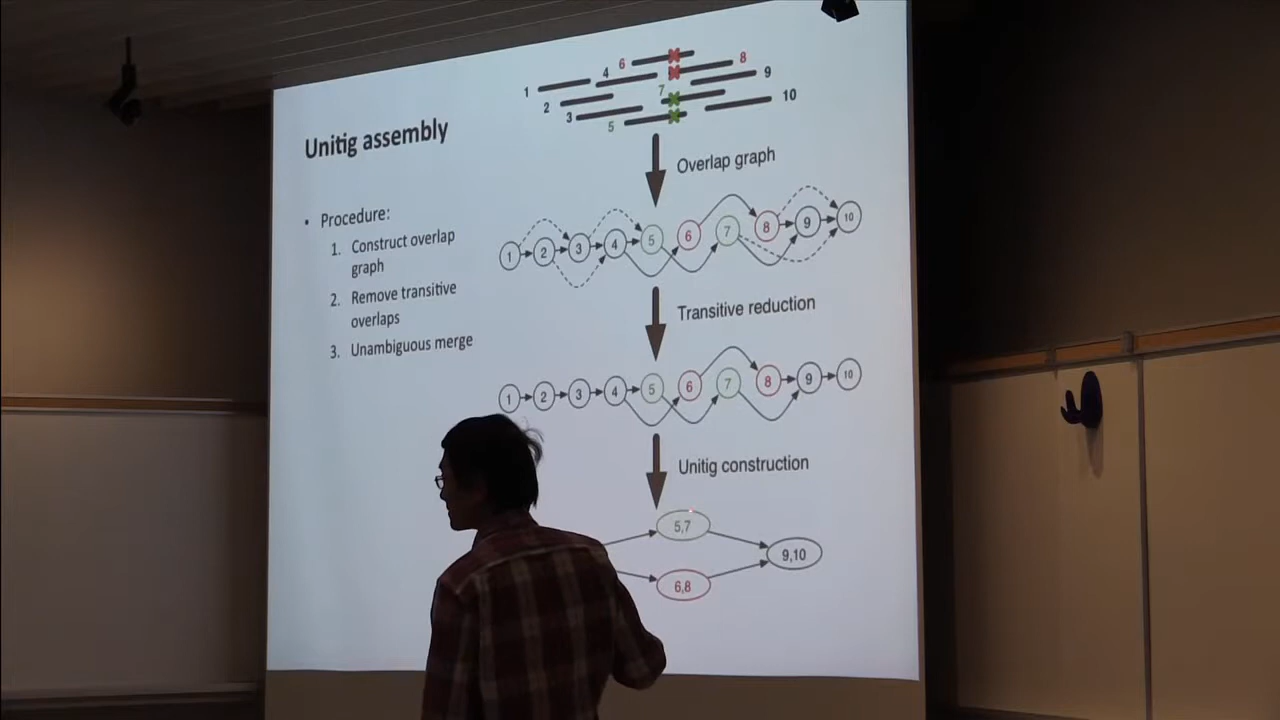 6
8
4
1
9
2
7
3
10
5
Unitig assembly
Overlap graph
• Procedure:
1. Construct overlap
graph
2. Remove transitive
overlaps
3. Unambiguous merge
1 2 3 4 5 6 7 8 9 10
Transitive reduction
1 2 3 4 5 6 7 8 9 10
Unitig construction
5,7
9,10
6,8